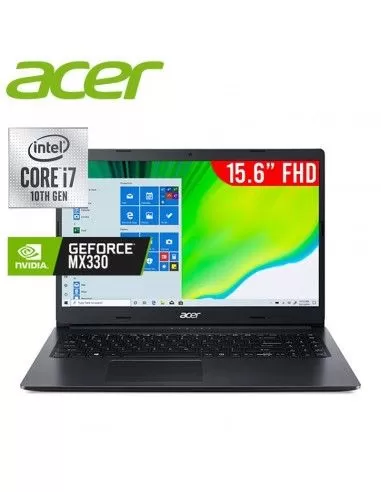 acer
intel
CORE i7
10TH GEN
15.6" FHD
NVIDIA.
GEFORCE
MX330
acer